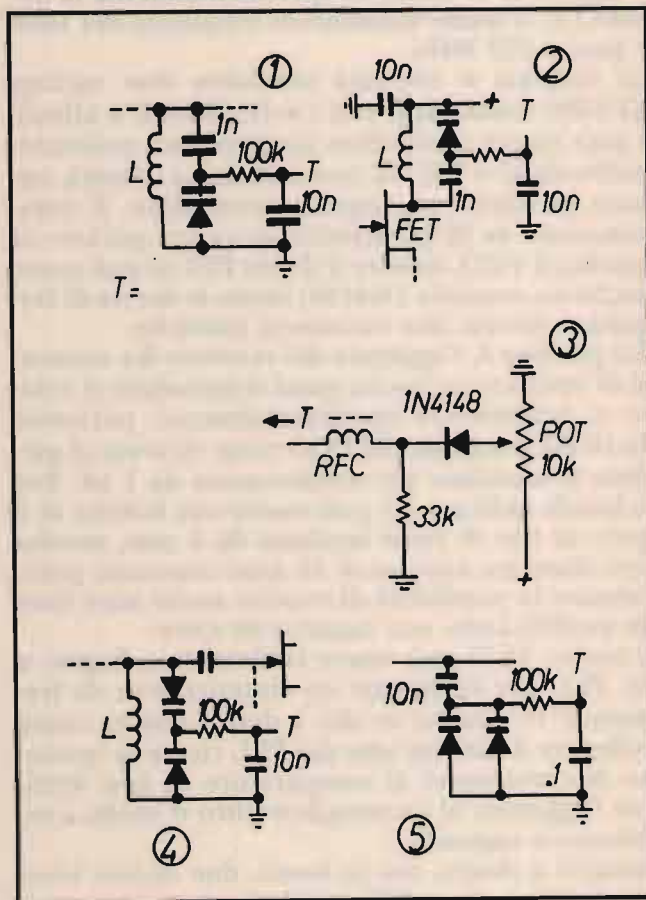 ①
1n
L
100k
T
10n
T=
②
10n
+
T
L
1n
10n
FET
③
T
1N4148
RFC
POT
10k
33k
+
L
100k
T
10n
④
10n
100k
T
.1
⑤